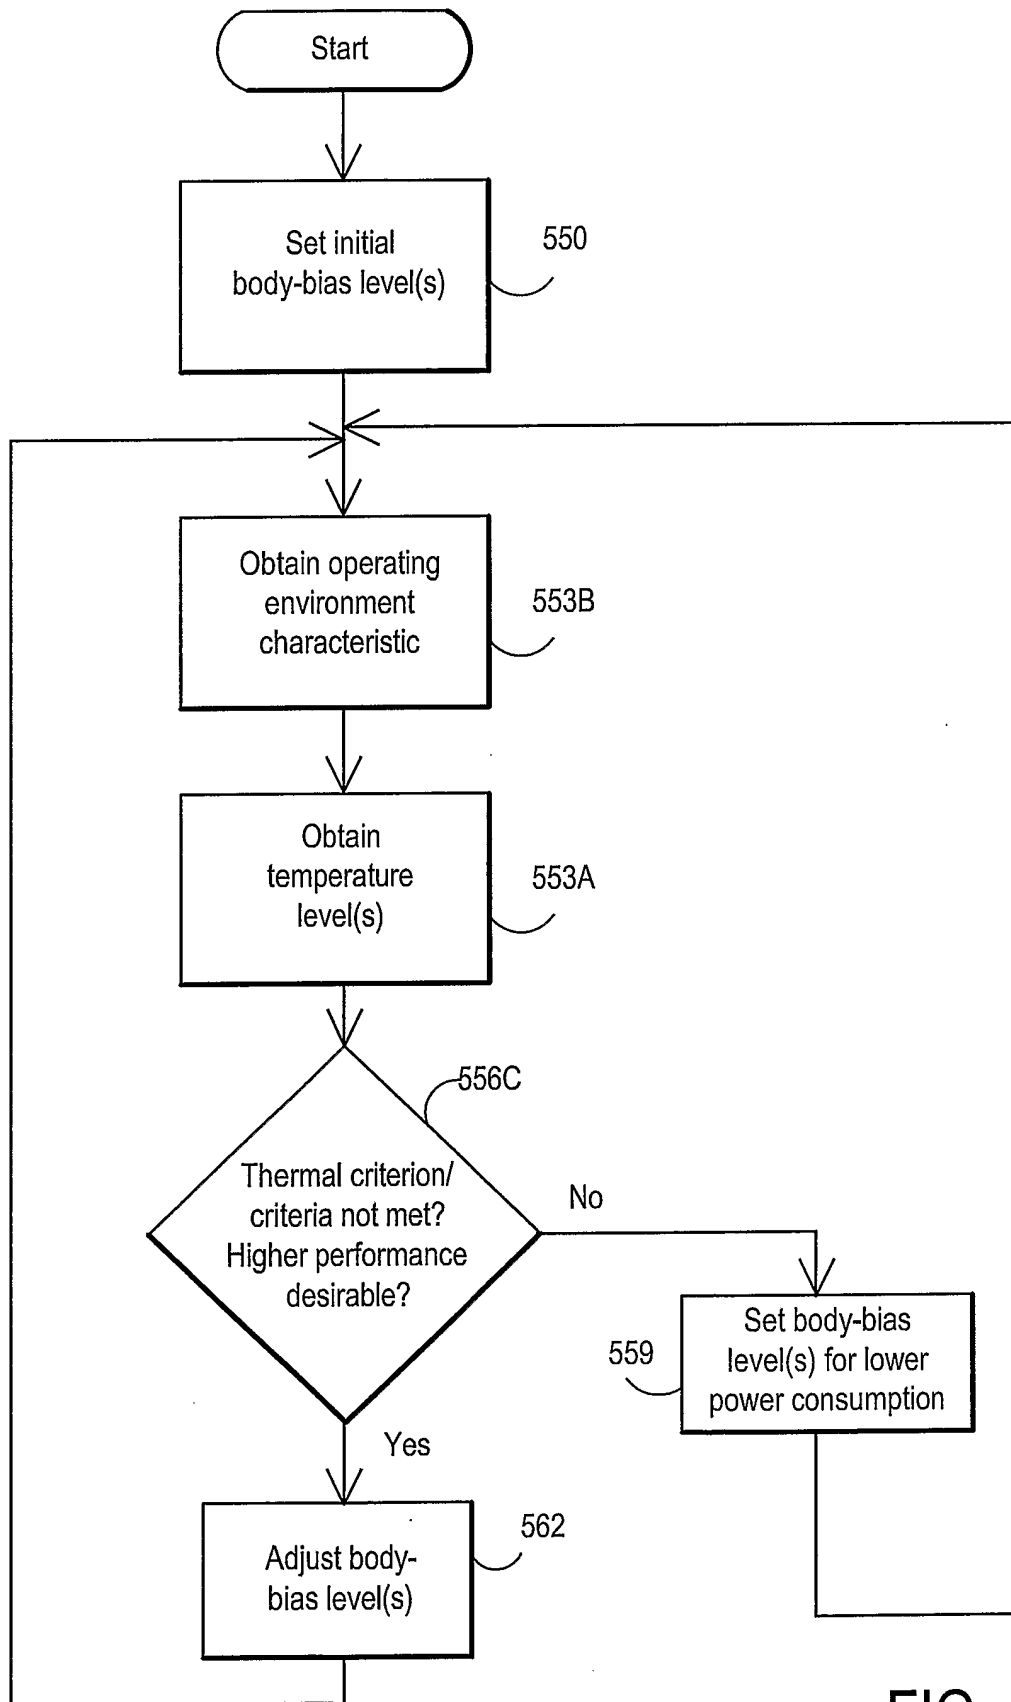 Start
Set initial
body-bias level(s)
550
Obtain operating
environment
characteristic
553B
Obtain
temperature
level(s)
553A
556C
Thermal criterion/
criteria not met?
Higher performance
desirable?
No
Set body-bias
level(s) for lower
power consumption
559
Yes
Adjust body-
bias level(s)
562
FIG